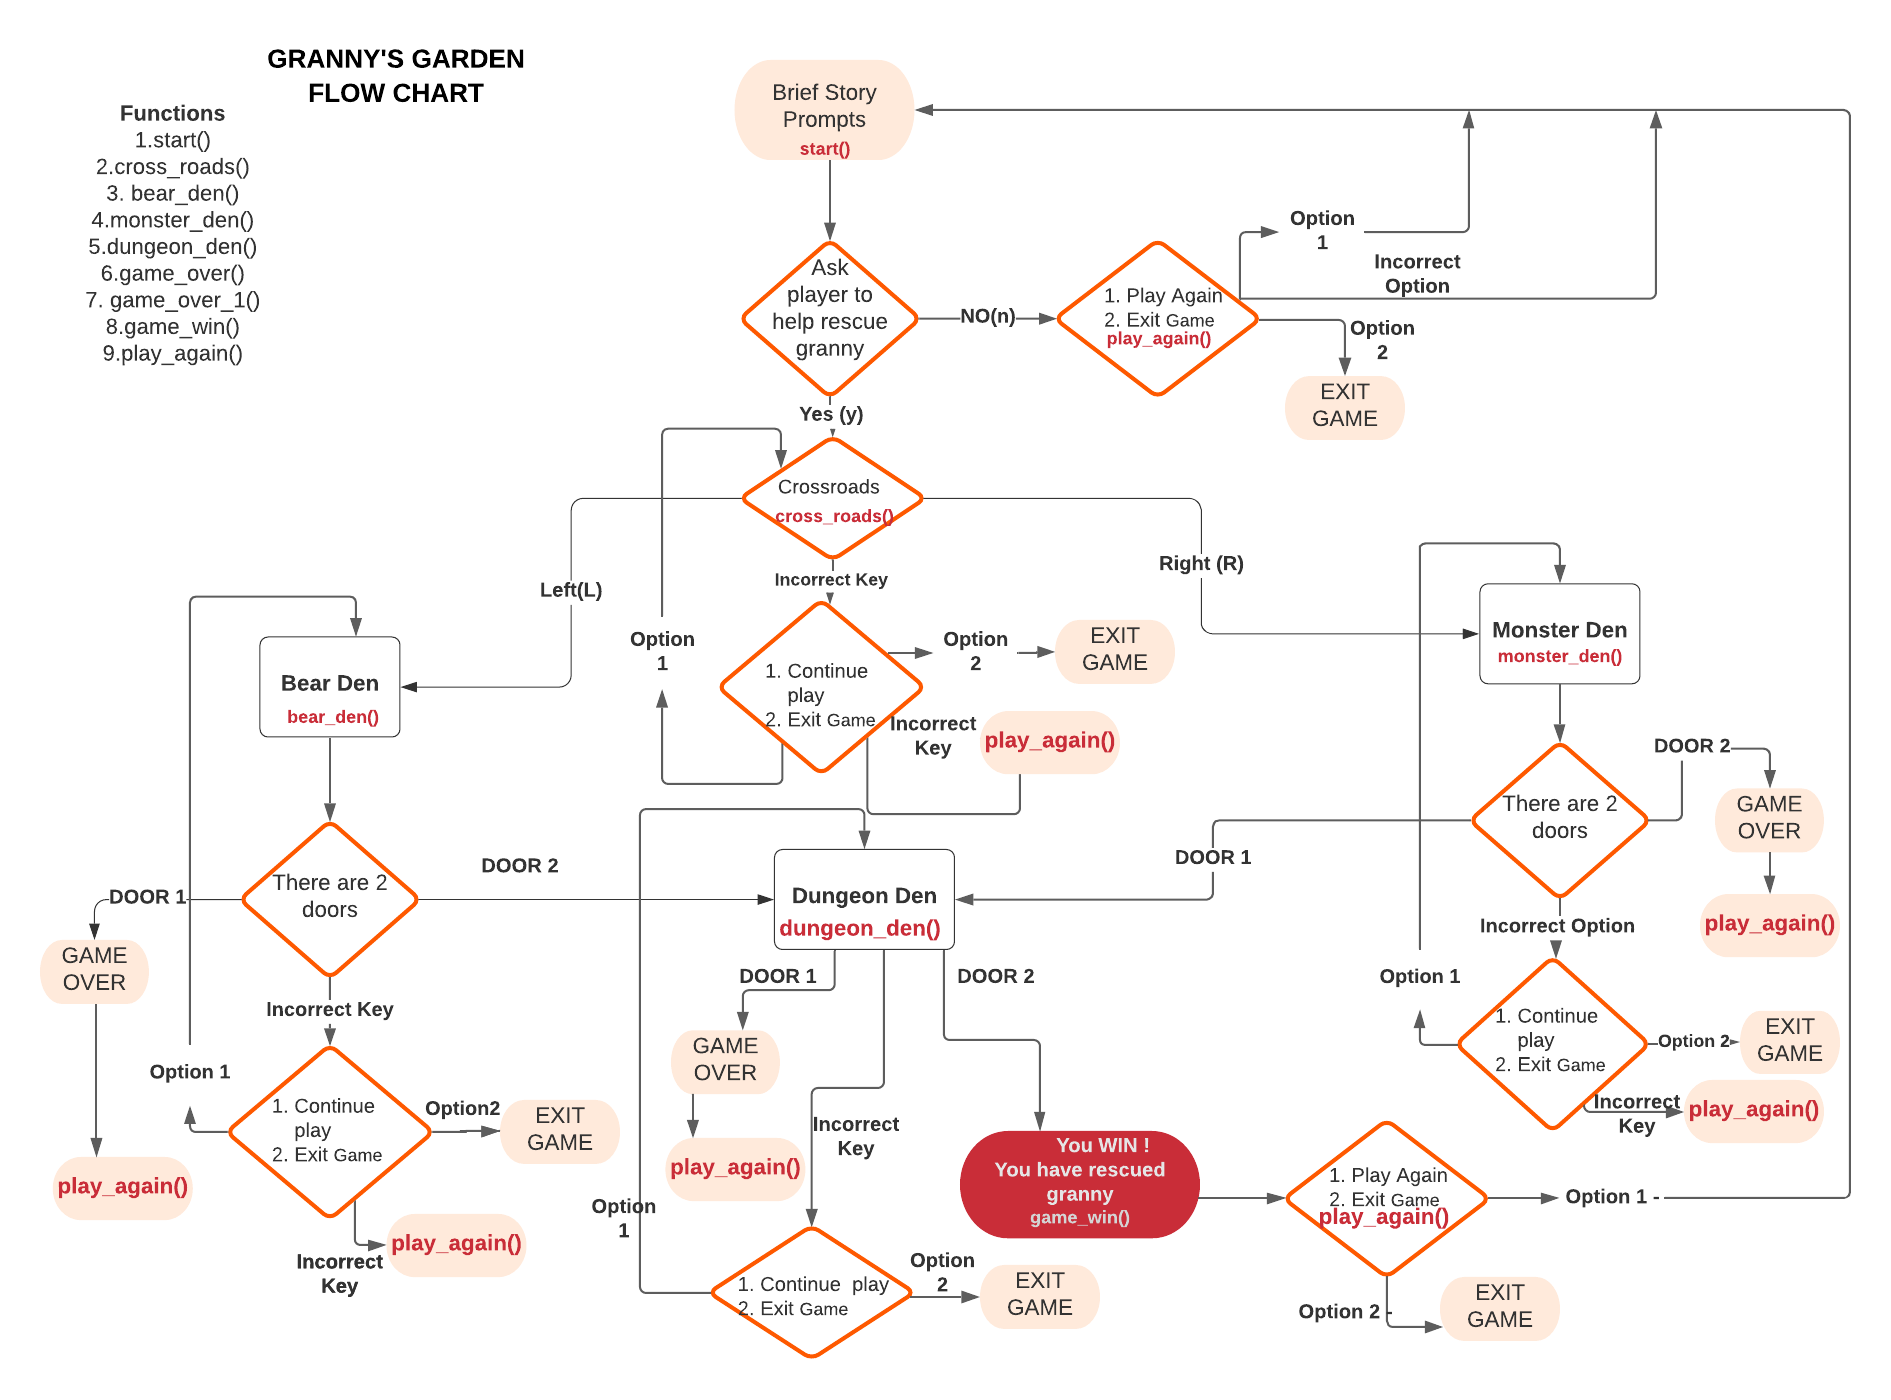 GRANNY'S GARDEN
FLOW CHART
Functions
1.start()
2.cross_roads()
3. bear_den()
4.monster_den()
5.dungeon_den()
6.game_over()
7. game_over_1()
8.game_win()
9.play_again()
Brief Story
Prompts
start()
Ask
player to
help rescue
granny
NO(n)
1. Play Again
2. Exit Game
play_again()
Option
1
Incorrect
Option
Option
2
EXIT
GAME
Yes (y)
Crossroads
cross_roads()
Left(L)
Right (R)
Incorrect Key
Option
1
1. Continue
play
2. Exit Game
Option
2
EXIT
GAME
Incorrect
Key
play_again()
Bear Den
bear_den()
There are 2
doors
DOOR 1
DOOR 2
GAME
OVER
play_again()
Incorrect Key
Option 1
1. Continue
play
2. Exit Game
Option2
EXIT
GAME
Incorrect
Key
play_again()
Dungeon Den
dungeon_den()
DOOR 1
DOOR 2
GAME
OVER
play_again()
Incorrect
Key
Option
1
1. Continue  play
2. Exit Game
Option
2
EXIT
GAME
You WIN !
You have rescued
granny
game_win()
1. Play Again
2. Exit Game
play_again()
Option 1 -
Option 2 -
EXIT
GAME
Monster Den
monster_den()
There are 2
doors
DOOR 1
DOOR 2
GAME
OVER
play_again()
Incorrect Option
Option 1
1. Continue
play
2. Exit Game
Option 2
EXIT
GAME
Incorrect
Key
play_again()